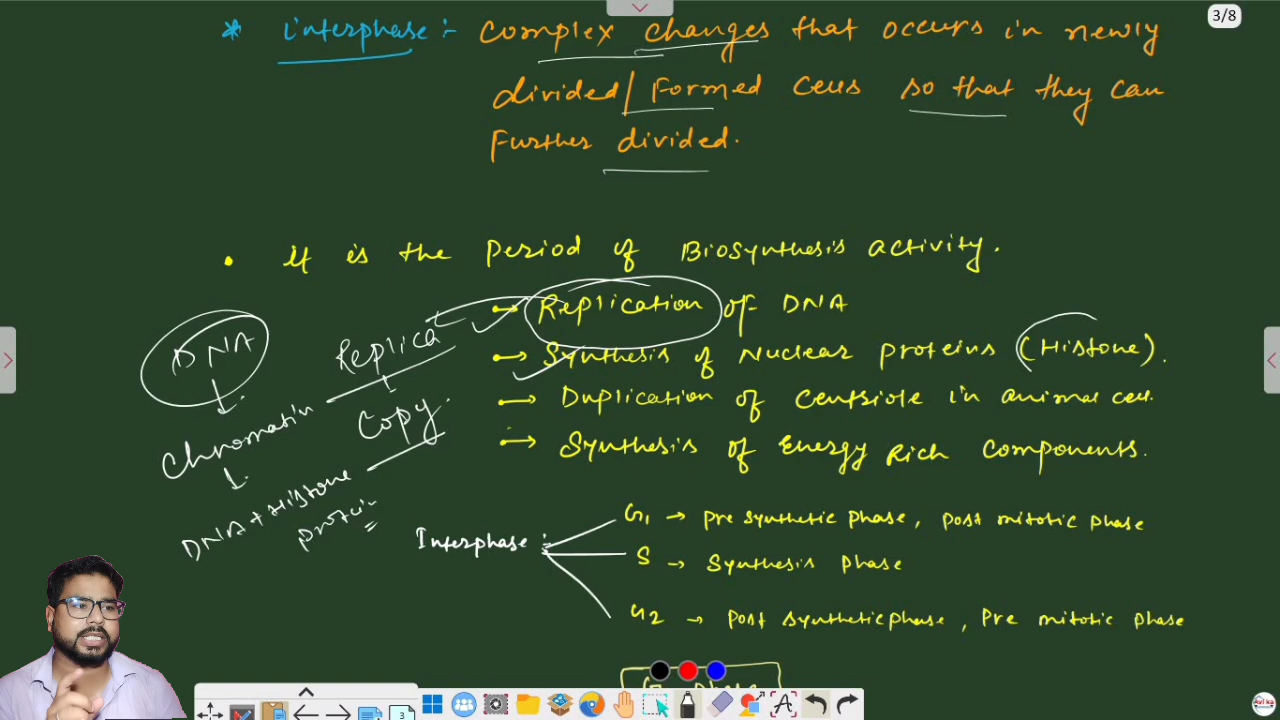 3/8
* interphase :- Complex changes that occurs in newly
divided/Formed cells so that they can
Further divided.
• It is the Period of Biosynthesis activity.
→ Replication of DNA
→ Synthesis of Nuclear proteins (Histone).
→ Duplication of centriole in animal cell.
→ Synthesis of Energy Rich components.
DNA
↓
Chromatin
↓
DNA + Histone
protein
Replica
Copy
Interphase :-
G1 → pre synthetic phase, post mitotic phase
S → Synthesis phase
G2 → post synthetic phase, Pre mitotic phase
3